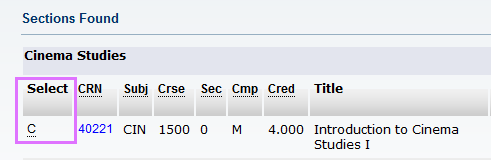 Sections Found
Cinema Studies
Select CRN Subj Crse Sec Cmp Cred Title
C 40221 CIN 1500 0 M 4.000 Introduction to Cinema
Studies I